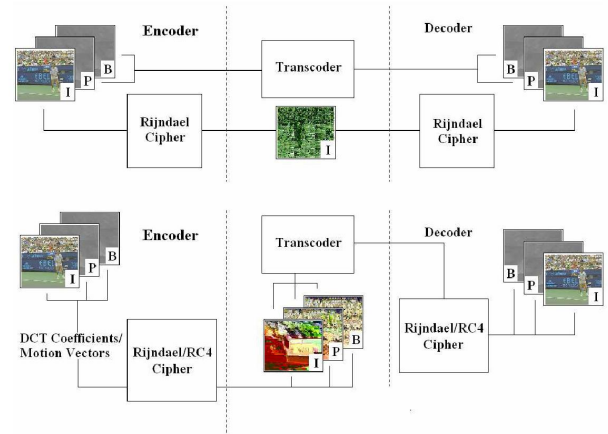 Encoder
Decoder
B
P
I
Transcoder
B
P
I
Rijndael
Cipher
I
Rijndael
Cipher
Encoder
Transcoder
Decoder
B
P
I
B
P
I
DCT Coefficients/
Motion Vectors
Rijndael/RC4
Cipher
B
P
I
Rijndael/RC4
Cipher